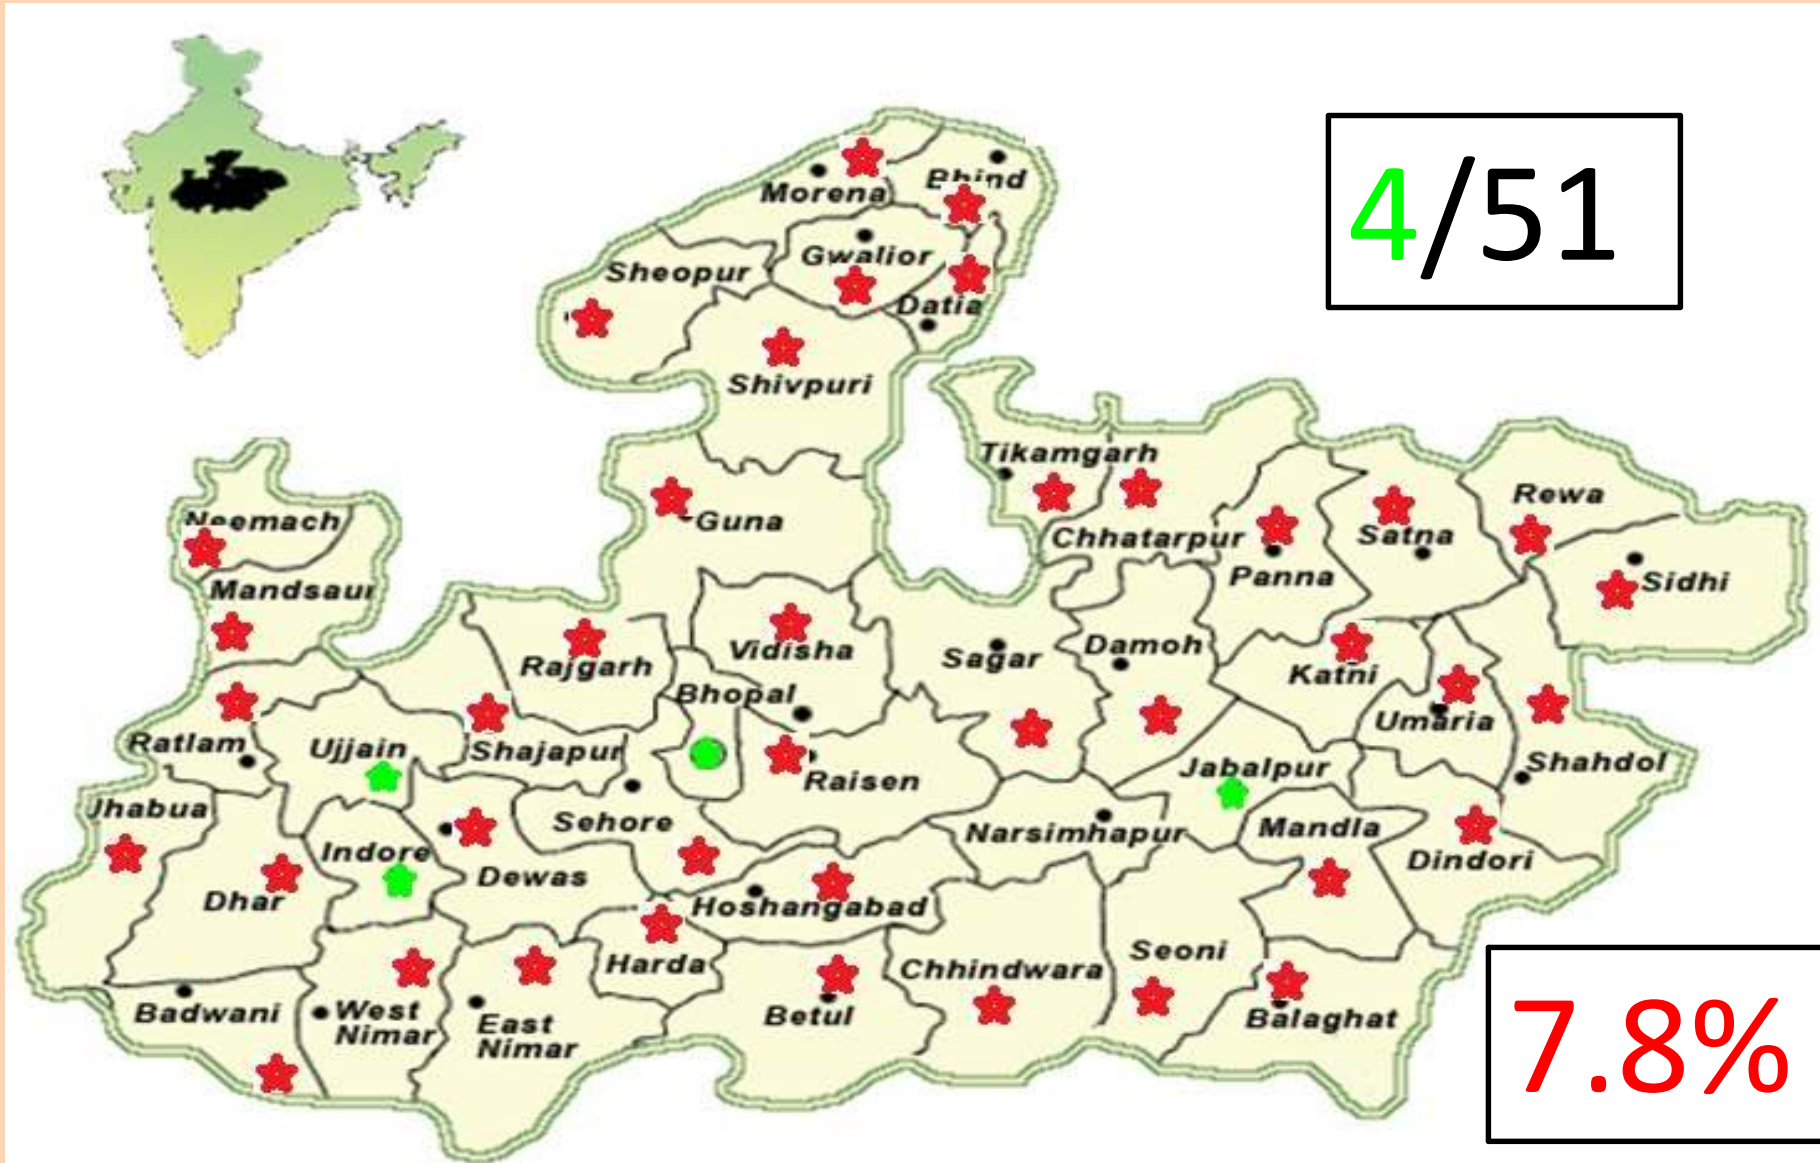 4/51
Morena
Bhind
Gwalior
Sheopur
Datia
Shivpuri
Tikamgarh
Rewa
Neemach
Guna
Chhatarpur
Satna
Panna
Sidhi
Mandsaur
Vidisha
Sagar
Damoh
Rajgarh
Katni
Bhopal
Umaria
Ratlam
Ujjain
Shajapur
Raisen
Jabalpur
Shahdol
Jhabua
Sehore
Narsimhapur
Mandla
Indore
Dewas
Dindori
Dhar
Hoshangabad
Harda
Chhindwara
Seoni
Badwani
West
Nimar
East
Nimar
Betul
Balaghat
7.8%